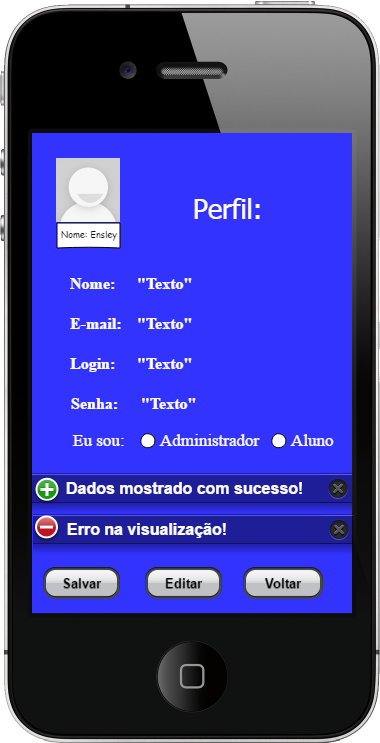 Nome: Ensley
Perfil:
Nome: "Texto"
E-mail: "Texto"
Login: "Texto"
Senha: "Texto"
Eu sou: Administrador Aluno
Dados mostrado com sucesso!
Erro na visualização!
Salvar Editar Voltar